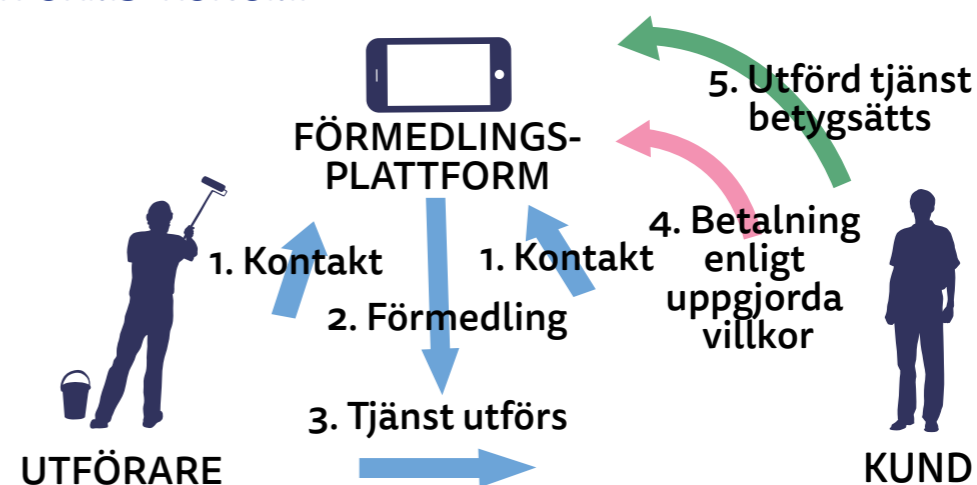 5. Utförd tjänst
betygsätts
FÖRMEDLINGS-
PLATTFORM
1. Kontakt
1. Kontakt
4. Betalning
enligt
uppgjorda
villkor
2. Förmedling
3. Tjänst utförs
UTFÖRARE
KUND